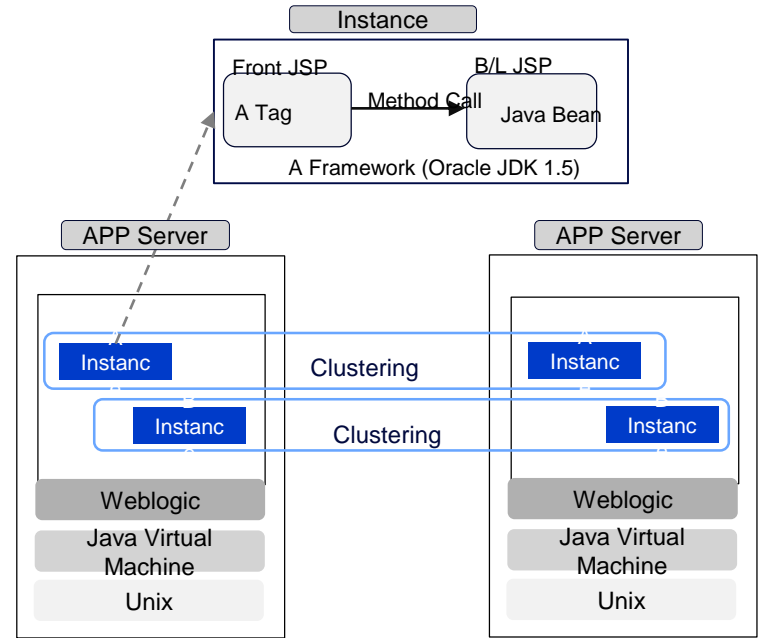 Instance
Front JSP
B/L JSP
A Tag
Method Call
Java Bean
A Framework (Oracle JDK 1.5)
APP Server
APP Server
Instanc
Clustering
Instanc
Instanc
Clustering
Instanc
Weblogic
Weblogic
Java Virtual
Machine
Java Virtual
Machine
Unix
Unix